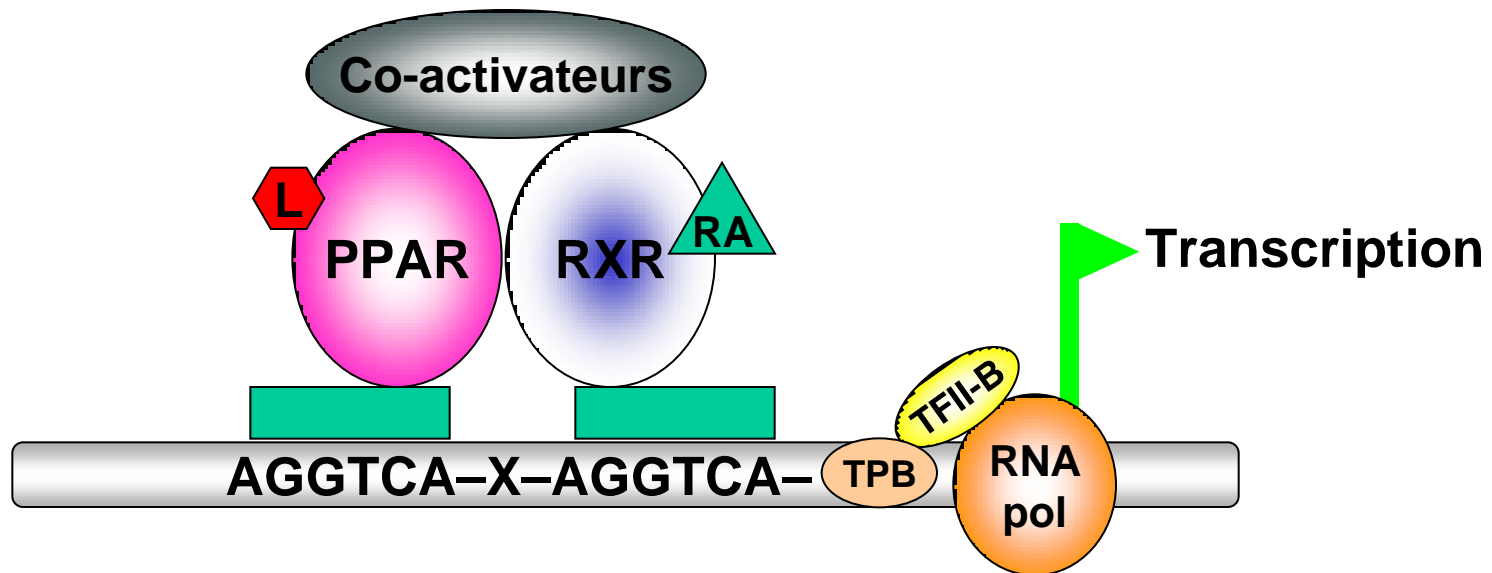 Co-activateurs
L
PPAR
RXR
RA
Transcription
TFII-B
AGGTCA–X–AGGTCA–
TPB
RNA
pol